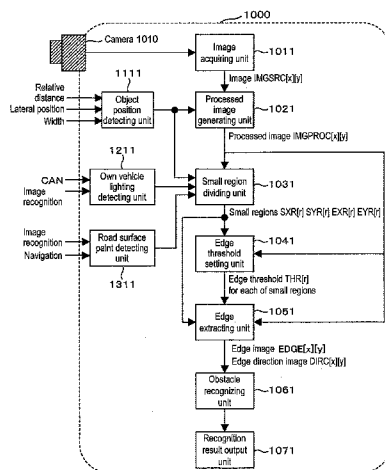 1000
Camera 1010
Image
acquiring unit
1011
Image IMGSRC[x][y]
Relative
distance
Lateral position
Width
1111
Object
position
detecting unit
Processed
image
generating unit
1021
Processed image IMGPROC[x][y]
CAN
Image
recognition
1211
Own vehicle
lighting
detecting unit
Small region
dividing unit
1031
Small regions SXR[r] SYR[r] EXR[r] EYR[r]
Image
recognition
Navigation
Road surface
paint detecting
unit
1311
Edge
threshold
setting unit
1041
Edge threshold THR[r]
for each of small regions
Edge
extracting unit
1051
Edge image EDGE[x][y]
Edge direction image DIRC[x][y]
Obstacle
recognizing
unit
1061
Recognition
result output
unit
1071